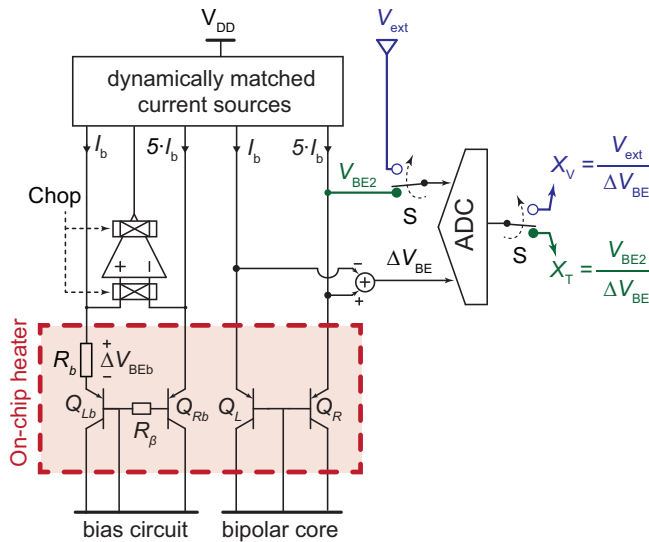 V_DD
V_ext
dynamically matched
current sources
I_b
5·I_b
I_b
5·I_b
V_BE2
S
ADC
S
X_V = V_ext / ΔV_BE
X_T = V_BE2 / ΔV_BE
Chop
+ −
−
+
+
ΔV_BE
On-chip heater
R_b
+
ΔV_BEb
−
Q_Lb
R_β
Q_Rb
Q_L
Q_R
bias circuit
bipolar core